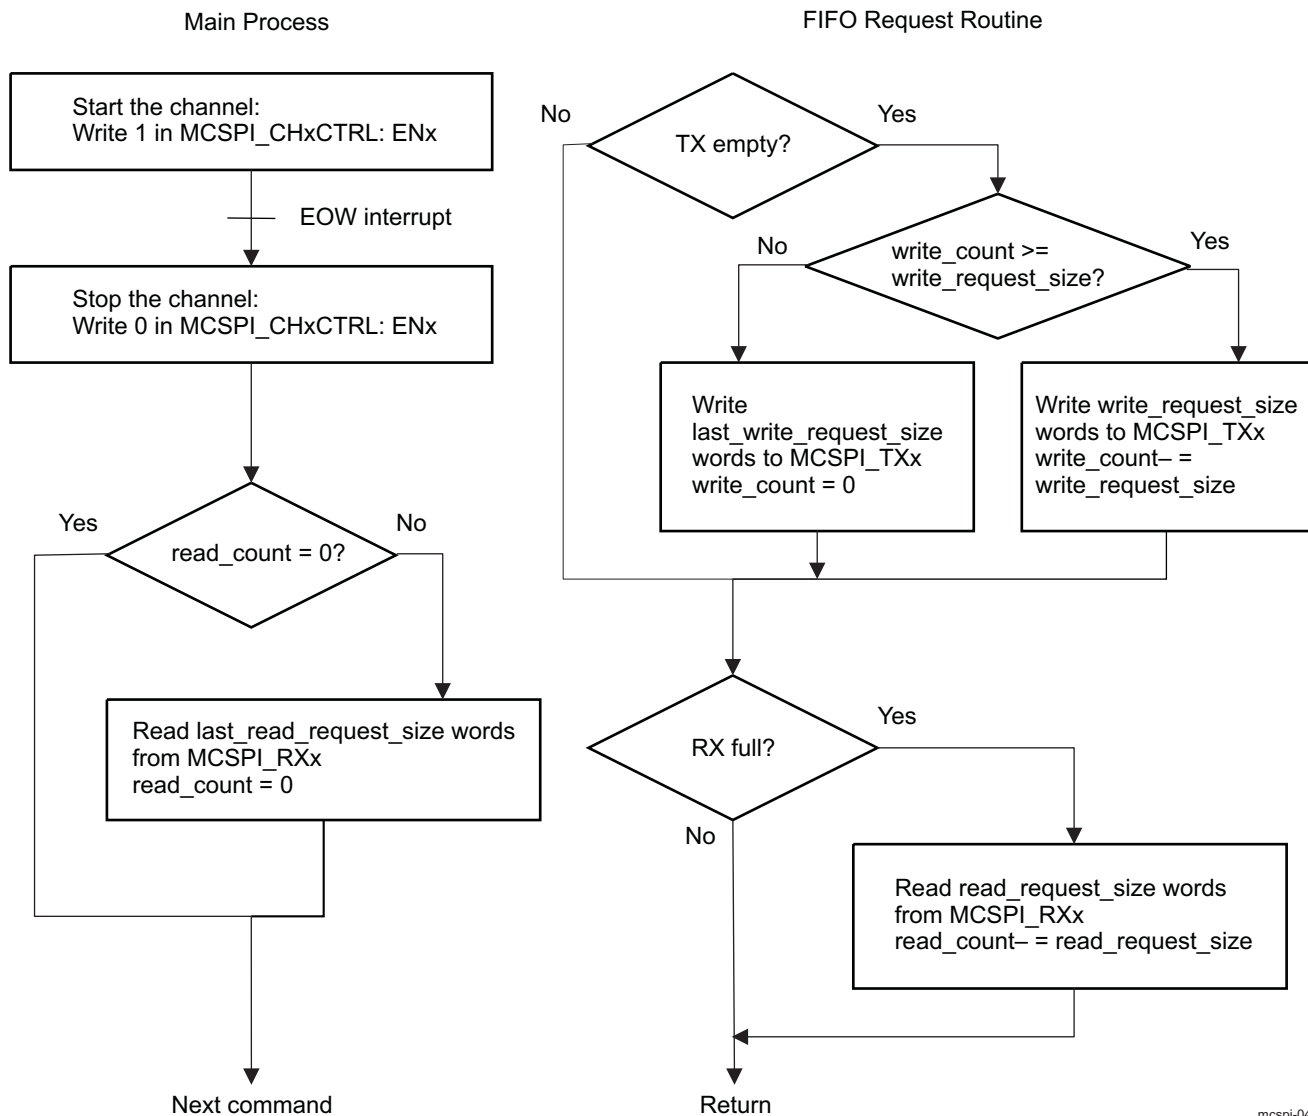 Main Process
Start the channel:
Write 1 in MCSPI_CHxCTRL: ENx
EOW interrupt
Stop the channel:
Write 0 in MCSPI_CHxCTRL: ENx
Yes
No
read_count = 0?
Read last_read_request_size words
from MCSPI_RXx
read_count = 0
Next command
FIFO Request Routine
No
Yes
TX empty?
No
Yes
write_count >=
write_request_size?
Write
last_write_request_size
words to MCSPI_TXx
write_count = 0
Write write_request_size
words to MCSPI_TXx
write_count– =
write_request_size
Yes
RX full?
No
Read read_request_size words
from MCSPI_RXx
read_count– = read_request_size
Return